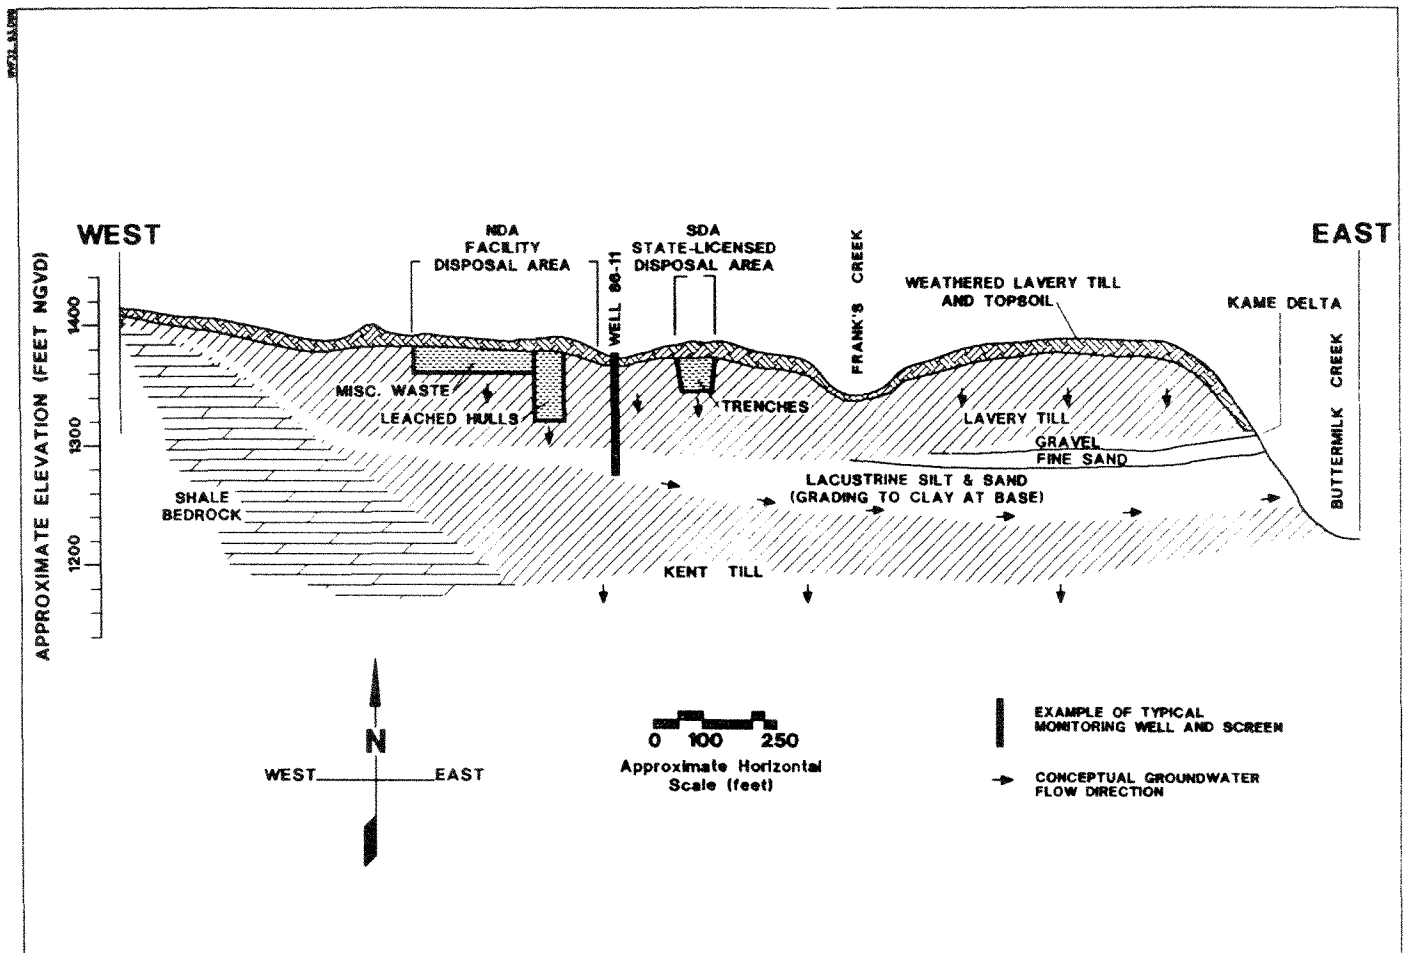 WEST
EAST
NDA
FACILITY
DISPOSAL AREA
WELL 86-11
SDA
STATE-LICENSED
DISPOSAL AREA
FRANK'S CREEK
WEATHERED LAVERY TILL
AND TOPSOIL
KAME DELTA
BUTTERMILK CREEK
APPROXIMATE ELEVATION (FEET NGVD)
1400
1300
1200
MISC. WASTE
LEACHED HULLS
TRENCHES
LAVERY TILL
GRAVEL
FINE SAND
LACUSTRINE SILT & SAND
(GRADING TO CLAY AT BASE)
SHALE
BEDROCK
KENT TILL
N
WEST
EAST
0 100 250
Approximate Horizontal
Scale (feet)
EXAMPLE OF TYPICAL
MONITORING WELL AND SCREEN
CONCEPTUAL GROUNDWATER
FLOW DIRECTION